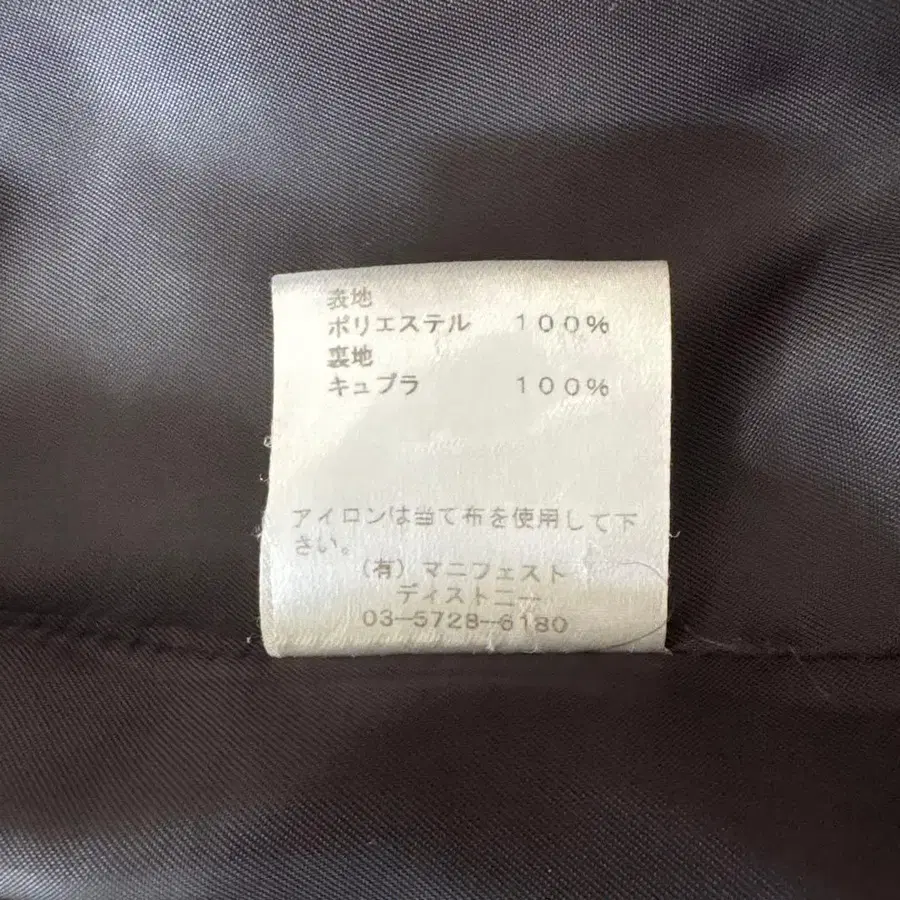 表地
ポリエステル 100%
裏地
キュプラ 100%
アイロンは当て布を使用して下
さい。
(有) マニフェスト
ディストニー
03-5728-6180